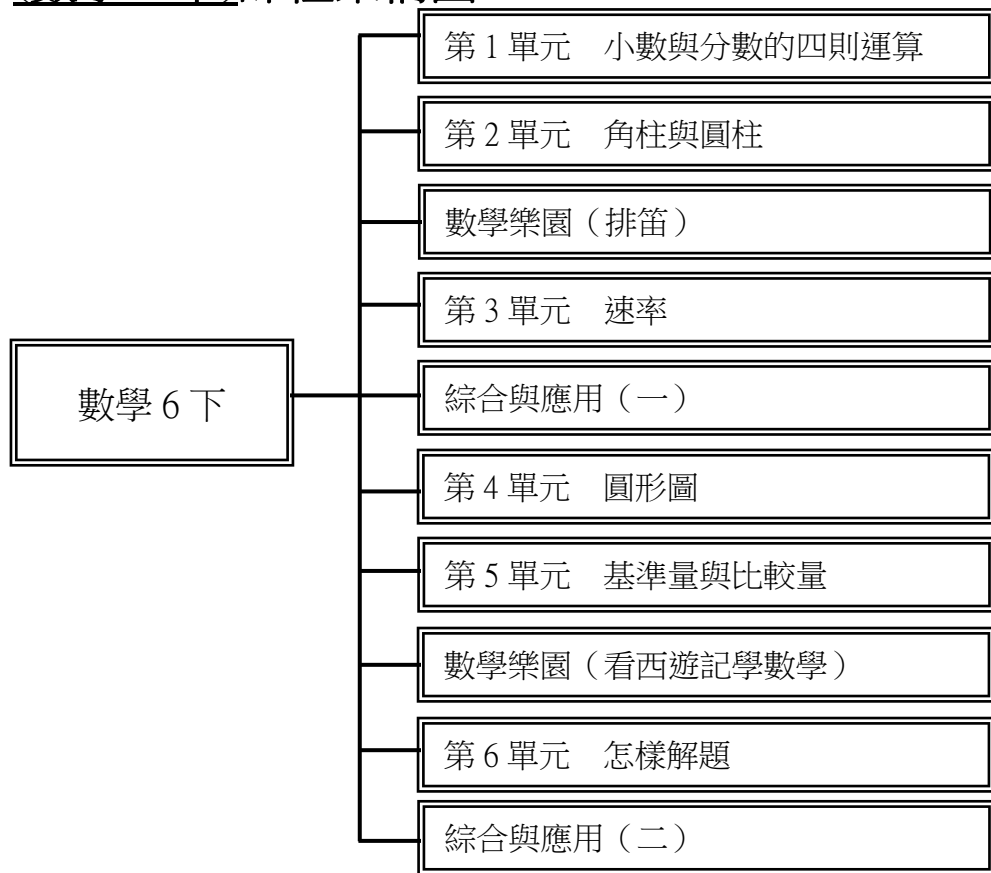 第1單元 小數與分數的四則運算
第2單元 角柱與圓柱
數學樂園（排笛）
第3單元 速率
數學6下
綜合與應用（一）
第4單元 圓形圖
第5單元 基準量與比較量
數學樂園（看西遊記學數學）
第6單元 怎樣解題
綜合與應用（二）